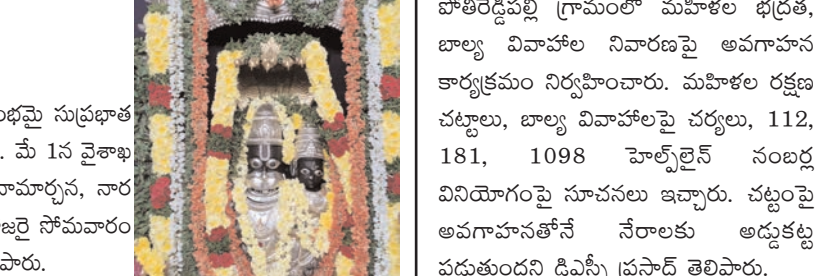 ంభమై సుప్రభాత
. మే 1న వైశాఖ
నామార్చన, నార
జరై సోమవారం
పారు.
పోతిరెడ్డిపల్లి గ్రామంలో మహిళల భద్రత,
బాల్య వివాహాల నివారణపై అవగాహన
కార్యక్రమం నిర్వహించారు. మహిళల రక్షణ
చట్టాలు, బాల్య వివాహాలపై చర్యలు, 112,
181, 1098 హెల్ప్‌లైన్ నంబర్ల
వినియోగంపై సూచనలు ఇచ్చారు. చట్టంపై
అవగాహనతోనే నేరాలకు అడ్డుకట్ట
పడుతుందని డిఎస్పీ ప్రసాద్ తెలిపారు.